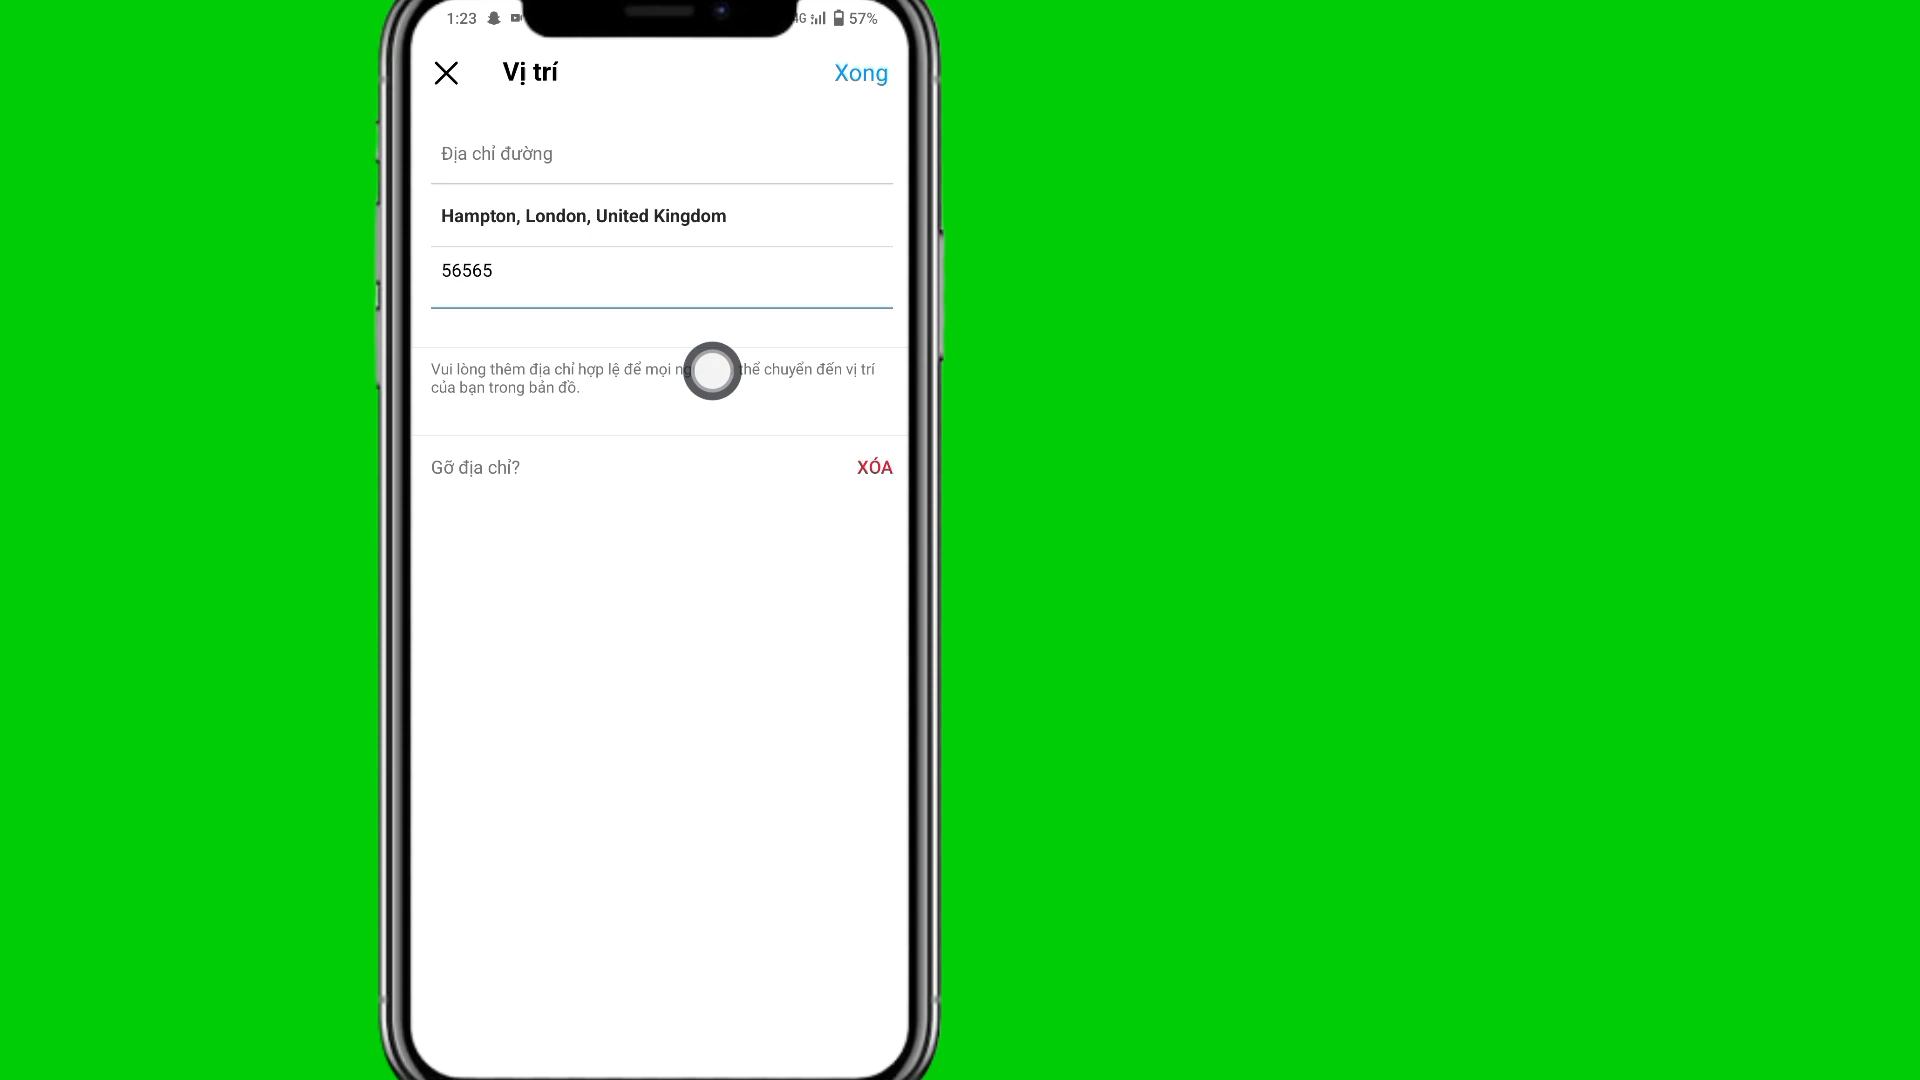 1:23 4G 57%
Vị trí Xong
Địa chỉ đường
Hampton, London, United Kingdom
56565
Vui lòng thêm địa chỉ hợp lệ để mọi thể chuyển đến vị trí
của bạn trong bản đồ.
Gỡ địa chỉ? XÓA